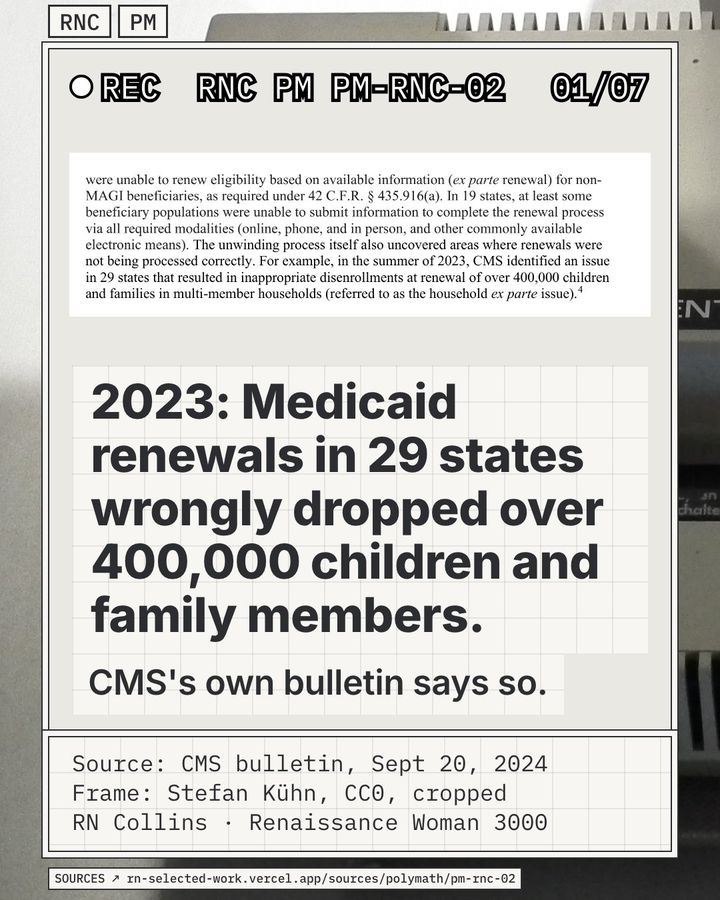 RNC PM
REC RNC PM PM-RNC-02 01/07
were unable to renew eligibility based on available information (ex parte renewal) for non-
MAGI beneficiaries, as required under 42 C.F.R. § 435.916(a). In 19 states, at least some
beneficiary populations were unable to submit information to complete the renewal process
via all required modalities (online, phone, and in person, and other commonly available
electronic means). The unwinding process itself also uncovered areas where renewals were
not being processed correctly. For example, in the summer of 2023, CMS identified an issue
in 29 states that resulted in inappropriate disenrollments at renewal of over 400,000 children
and families in multi-member households (referred to as the household ex parte issue).⁴
2023: Medicaid
renewals in 29 states
wrongly dropped over
400,000 children and
family members.
CMS's own bulletin says so.
Source: CMS bulletin, Sept 20, 2024
Frame: Stefan Kühn, CC0, cropped
RN Collins · Renaissance Woman 3000
SOURCES ↗ rn-selected-work.vercel.app/sources/polymath/pm-rnc-02